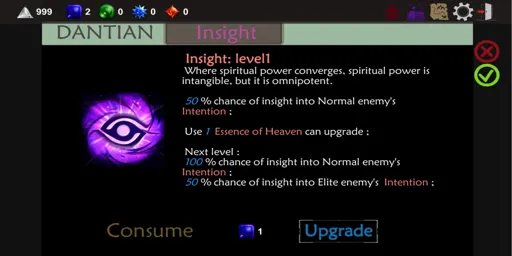 999 2 0 0 0
DANTIAN Insight
Insight: level1
Where spiritual power converges, spiritual power is
intangible, but it is omnipotent.
50 % chance of insight into Normal enemy's
Intention ;
Use 1 Essence of Heaven can upgrade ;
Next level :
100 % chance of insight into Normal enemy's
Intention ;
50 % chance of insight into Elite enemy's Intention ;
Consume 1 Upgrade